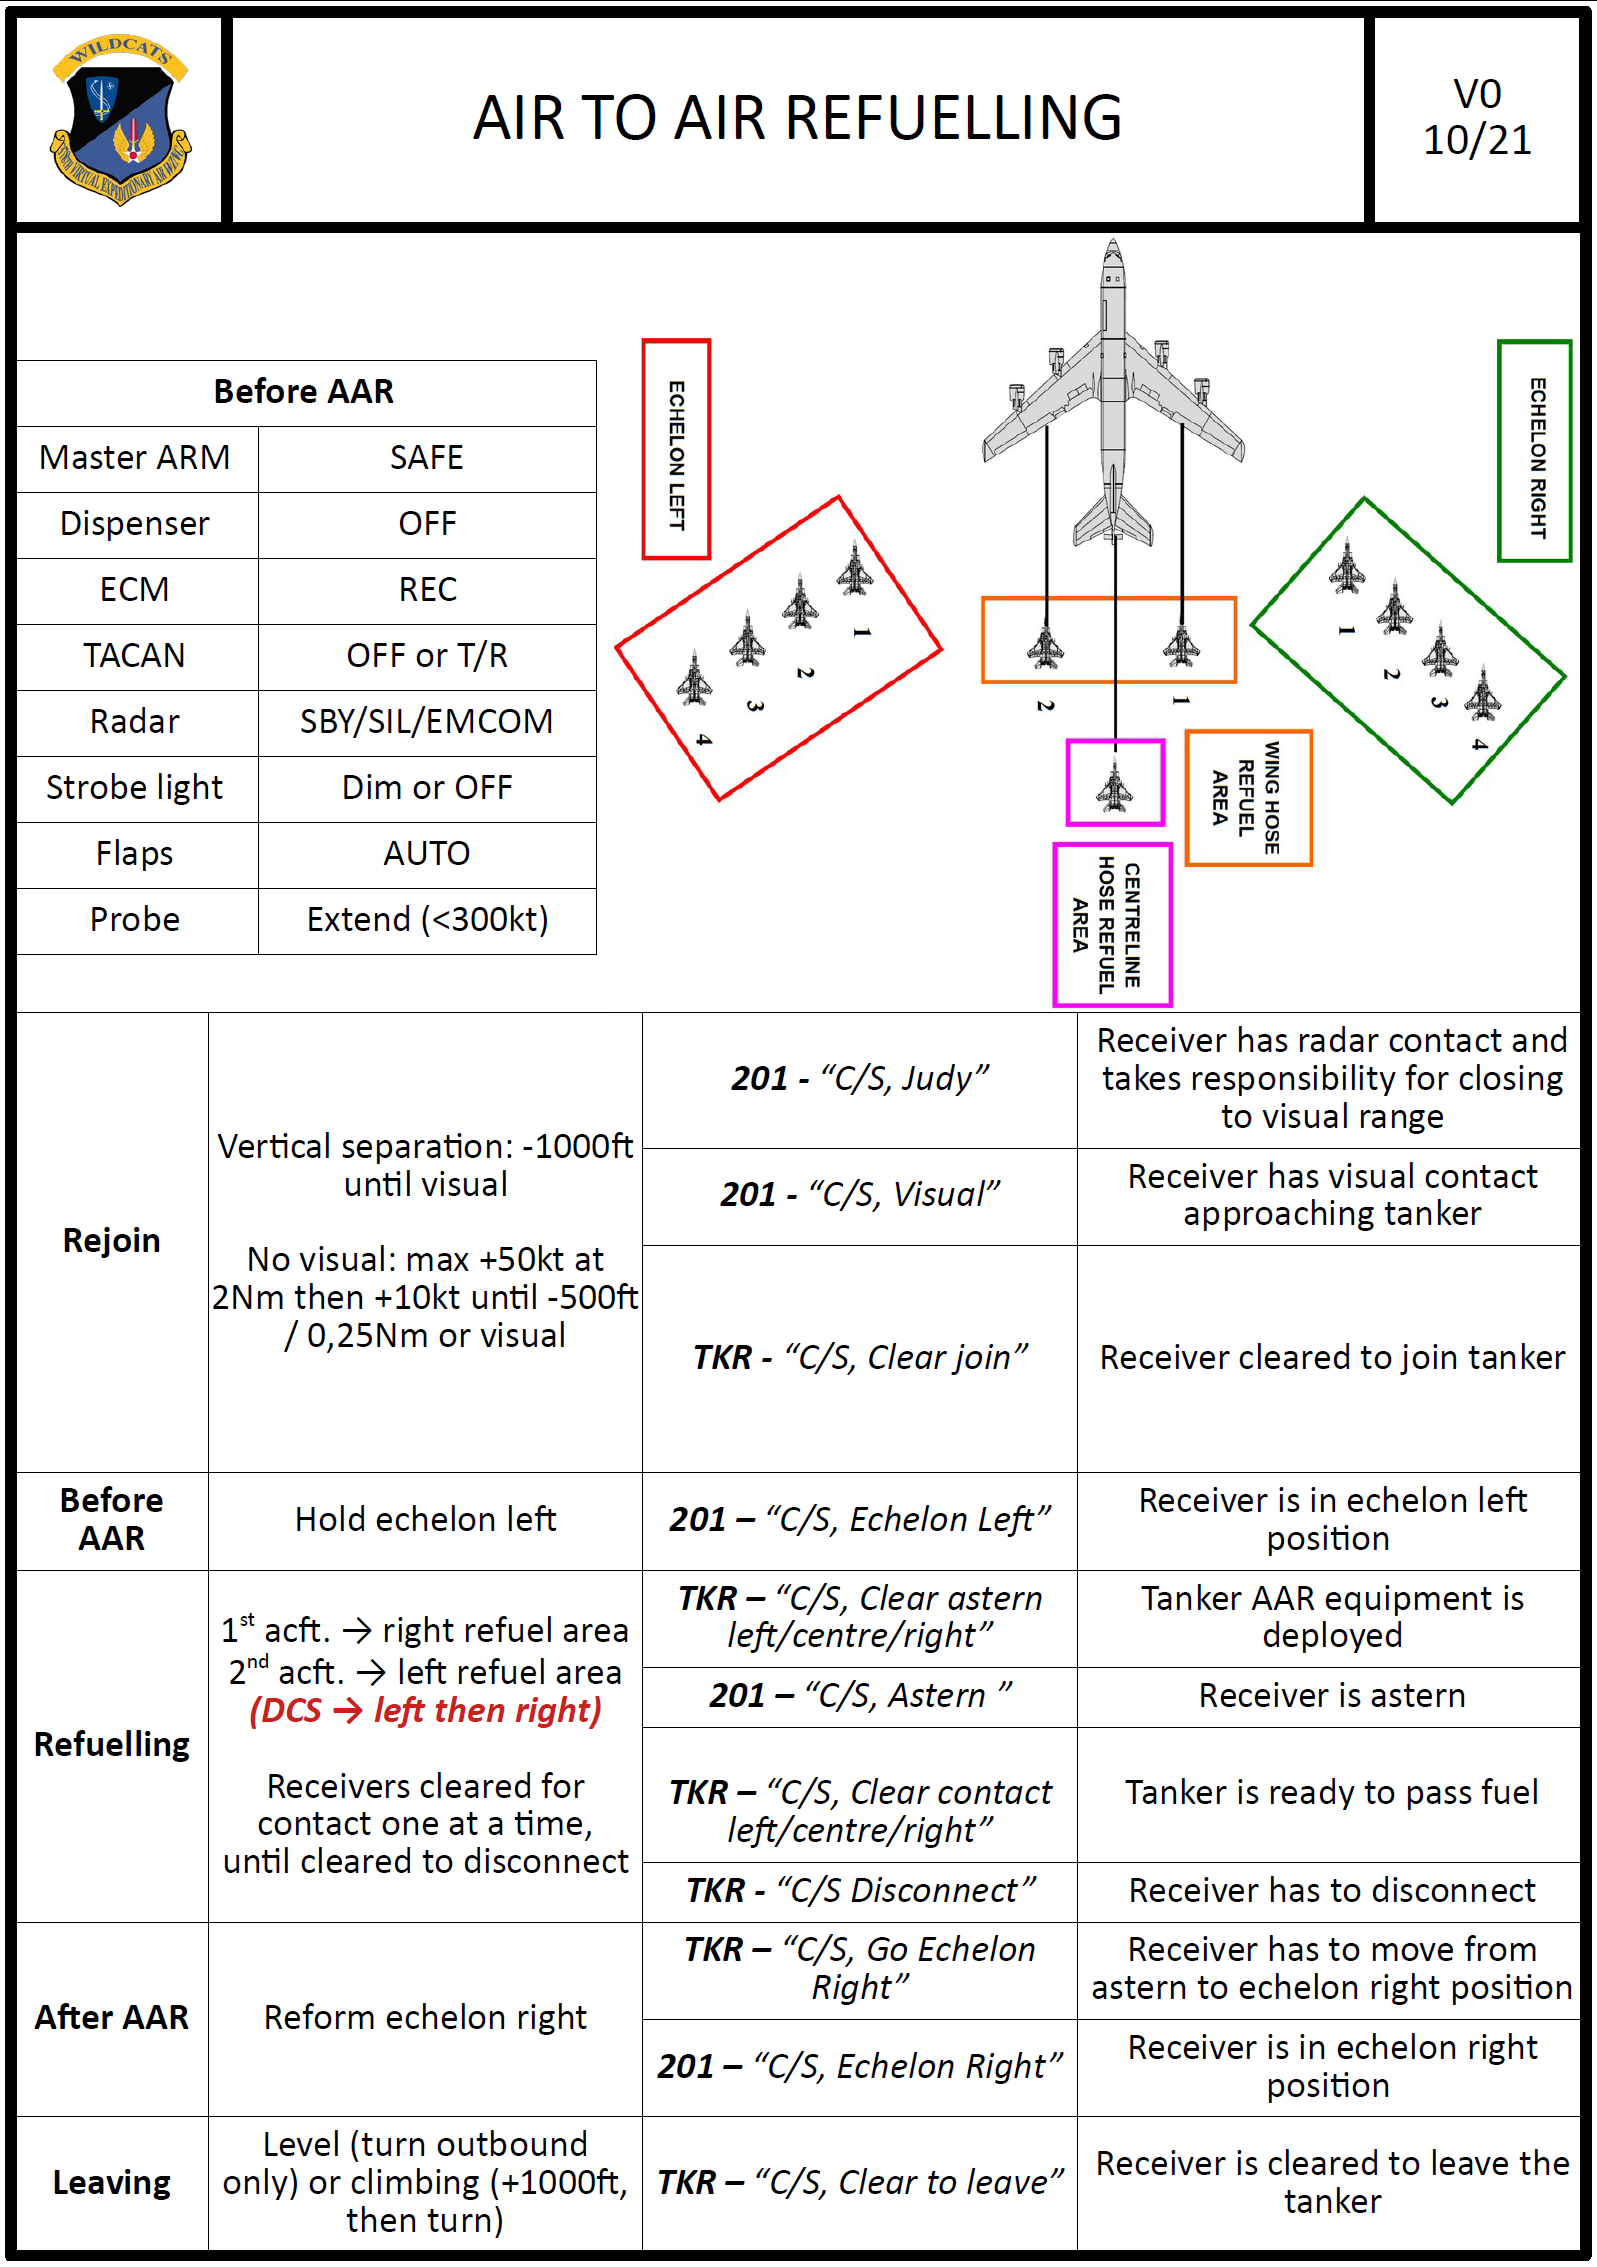 WILDCATS
AIR TO AIR REFUELLING
V0
10/21
Before AAR
Master ARM SAFE
Dispenser OFF
ECM REC
TACAN OFF or T/R
Radar SBY/SIL/EMCOM
Strobe light Dim or OFF
Flaps AUTO
Probe Extend (<300kt)
ECHELON LEFT
1
2
3
4
ECHELON RIGHT
1
2
3
4
2
1
WING HOSE
REFUEL
AREA
CENTRELINE
HOSE REFUEL
AREA
Rejoin
Vertical separation: -1000ft
until visual
No visual: max +50kt at
2Nm then +10kt until -500ft
/ 0,25Nm or visual
201 - “C/S, Judy”
Receiver has radar contact and
takes responsibility for closing
to visual range
201 - “C/S, Visual”
Receiver has visual contact
approaching tanker
TKR - “C/S, Clear join”
Receiver cleared to join tanker
Before
AAR
Hold echelon left
201 – “C/S, Echelon Left”
Receiver is in echelon left
position
Refuelling
1st acft. → right refuel area
2nd acft. → left refuel area
(DCS → left then right)
Receivers cleared for
contact one at a time,
until cleared to disconnect
TKR – “C/S, Clear astern
left/centre/right”
Tanker AAR equipment is
deployed
201 – “C/S, Astern ”
Receiver is astern
TKR – “C/S, Clear contact
left/centre/right”
Tanker is ready to pass fuel
TKR - “C/S Disconnect”
Receiver has to disconnect
After AAR
Reform echelon right
TKR – “C/S, Go Echelon
Right”
Receiver has to move from
astern to echelon right position
201 – “C/S, Echelon Right”
Receiver is in echelon right
position
Leaving
Level (turn outbound
only) or climbing (+1000ft,
then turn)
TKR – “C/S, Clear to leave”
Receiver is cleared to leave the
tanker